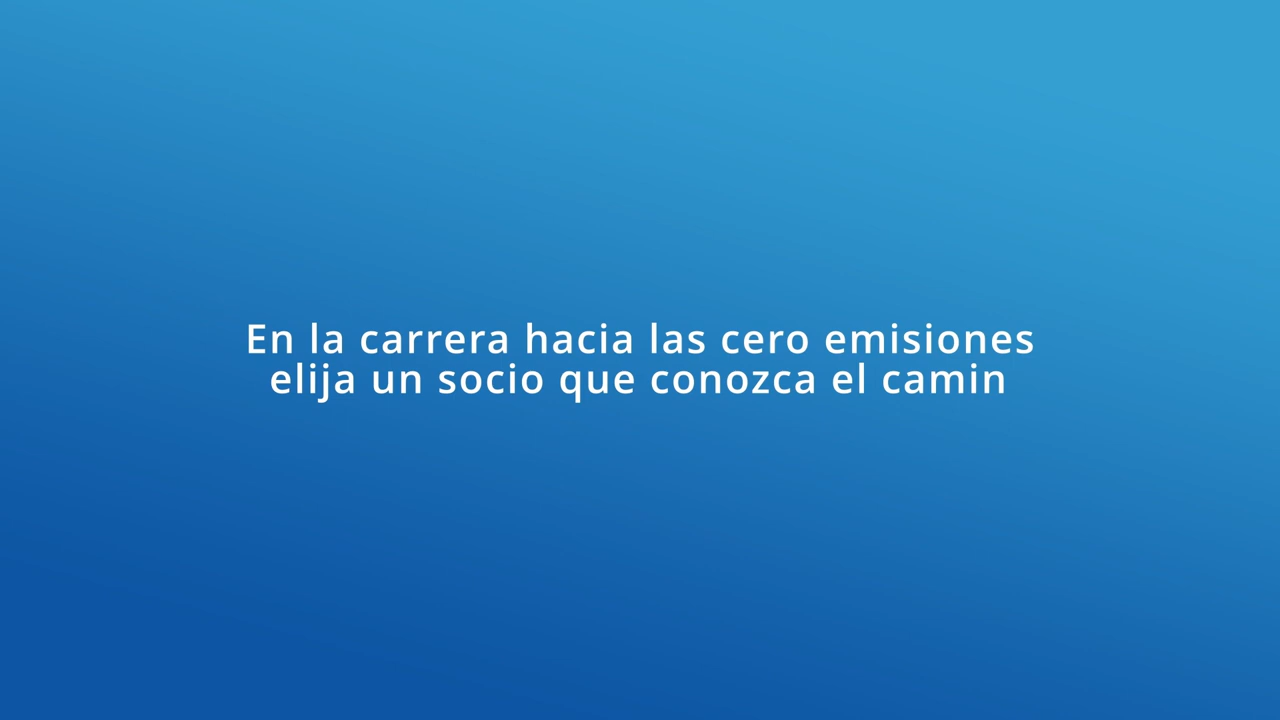 En la carrera hacia las cero emisiones
elija un socio que conozca el camin